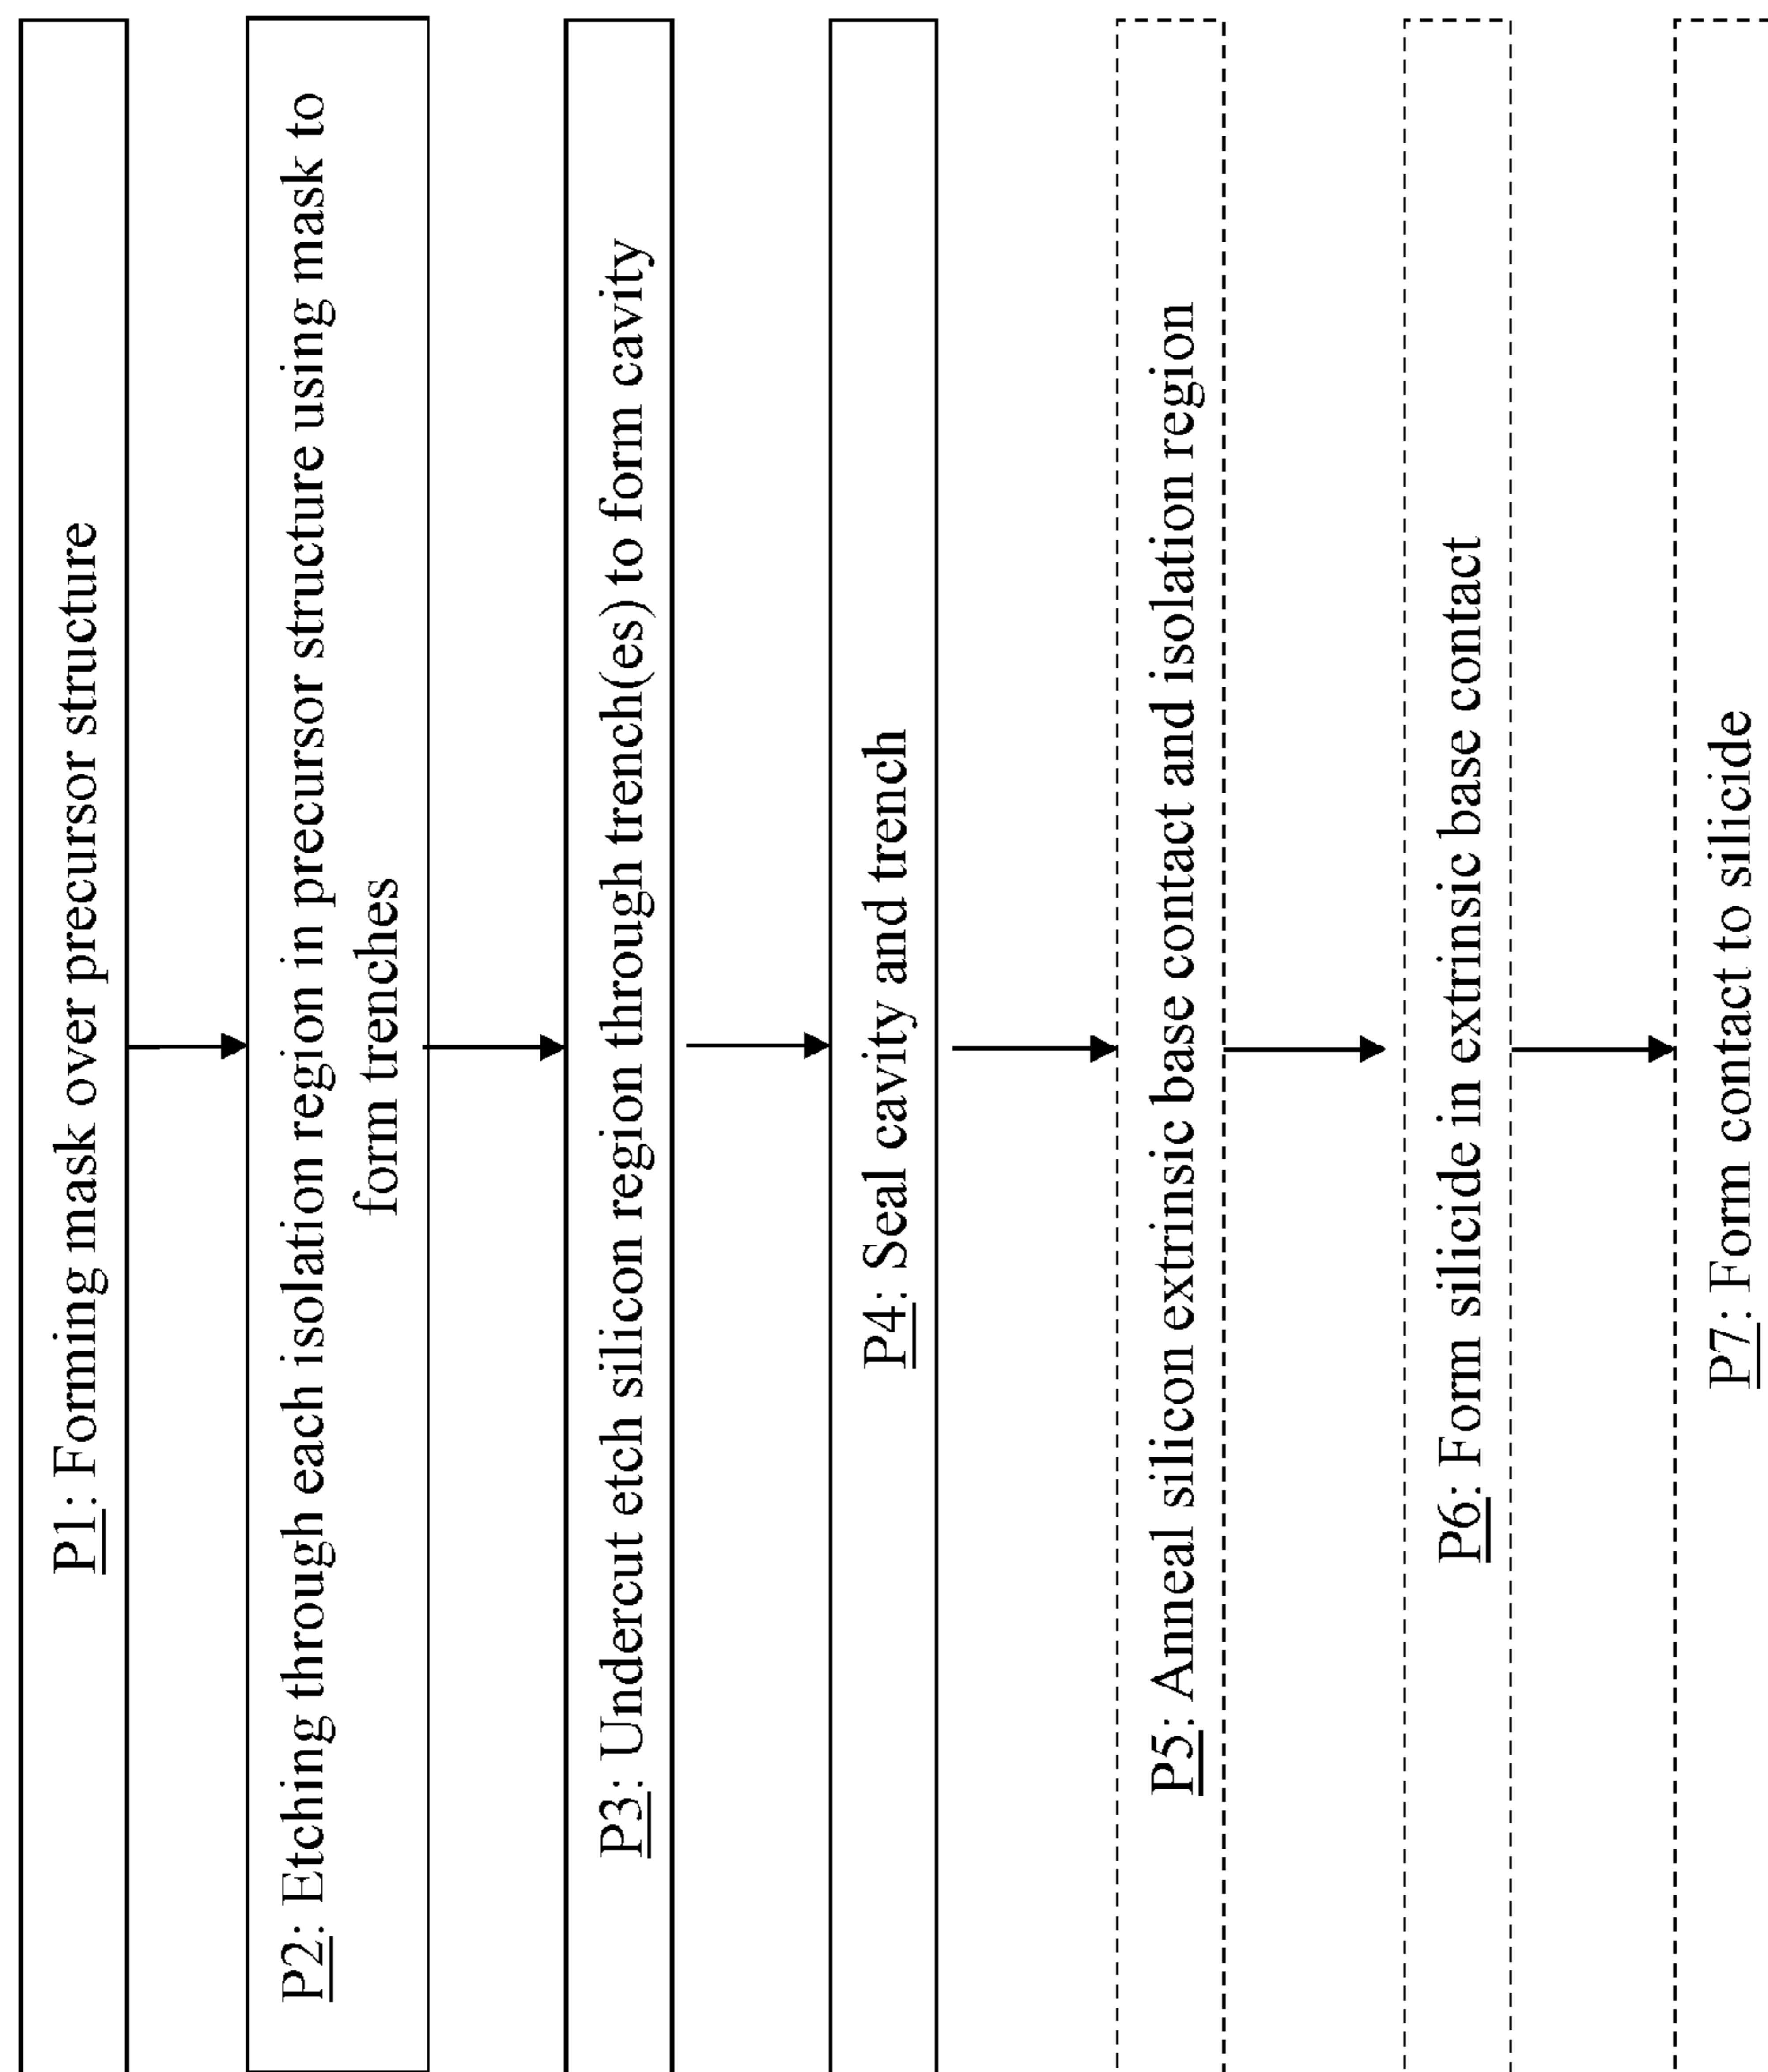 P1: Forming mask over precursor structure
P2: Etching through each isolation region in precursor structure using mask to
form trenches
P3: Undercut etch silicon region through trench(es) to form cavity
P4: Seal cavity and trench
P5: Anneal silicon extrinsic base contact and isolation region
P6: Form silicide in extrinsic base contact
P7: Form contact to silicide